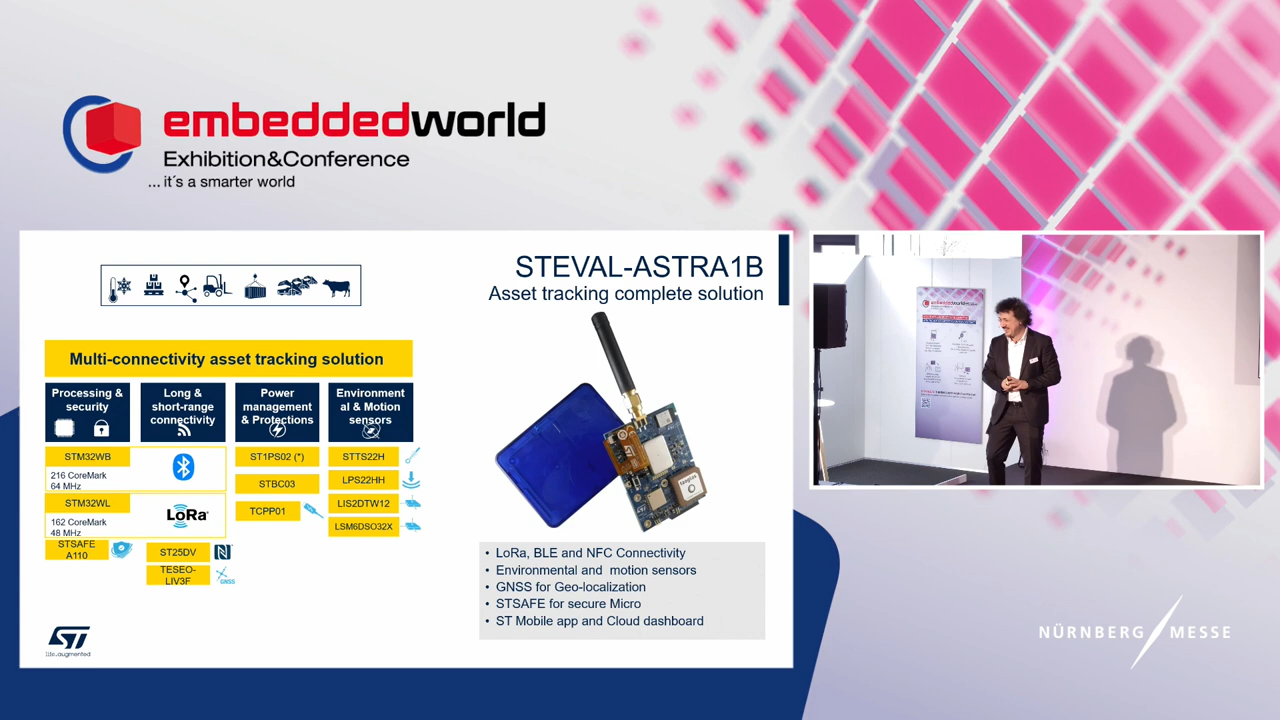 embeddedworld
Exhibition&Conference
... it´s a smarter world
STEVAL-ASTRA1B
Asset tracking complete solution
Multi-connectivity asset tracking solution
Processing &
security
Long &
short-range
connectivity
Power
management
& Protections
Environment
al & Motion
sensors
STM32WB
216 CoreMark
64 MHz
STM32WL
162 CoreMark
48 MHz
LoRa
STSAFE
A110
ST25DV
TESEO-
LIV3F
GNSS
ST1PS02 (*)
STBC03
TCPP01
STTS22H
LPS22HH
LIS2DTW12
LSM6DSO32X
• LoRa, BLE and NFC Connectivity
• Environmental and motion sensors
• GNSS for Geo-localization
• STSAFE for secure Micro
• ST Mobile app and Cloud dashboard
ST
life.augmented
embeddedworld
NÜRNBERG MESSE